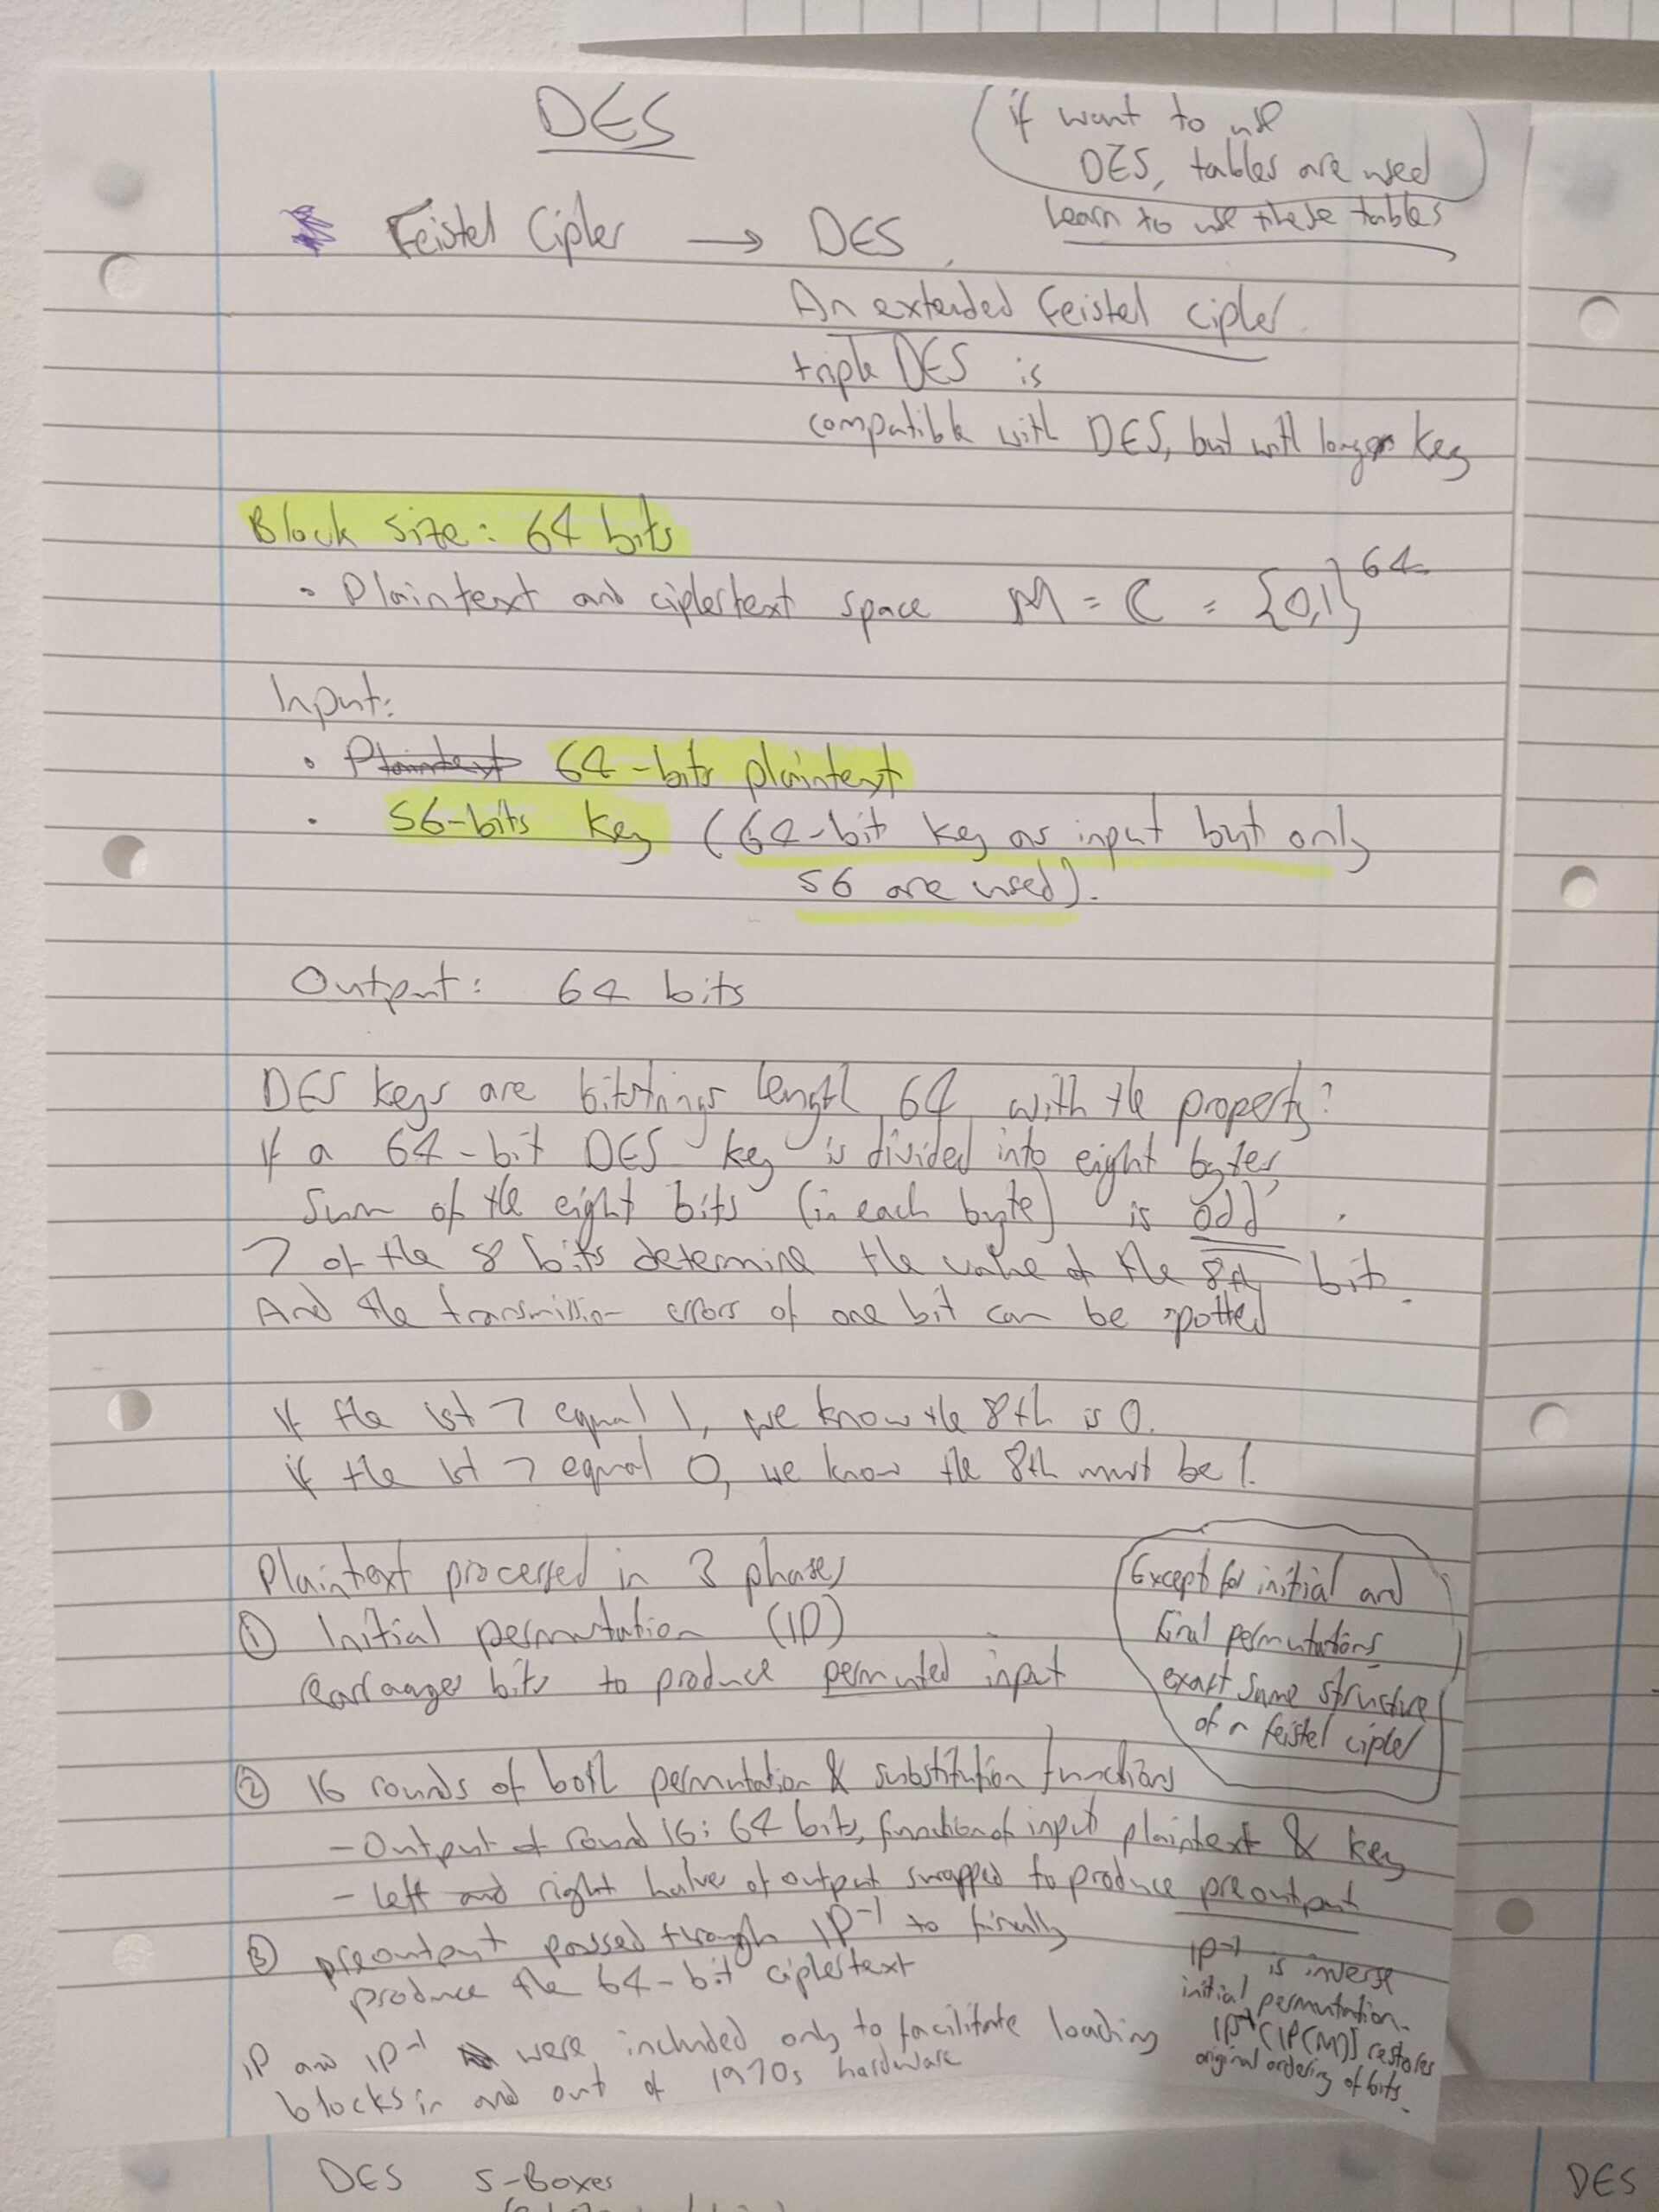 DES
(if want to use
DES, tables are used)
Learn to use these tables
Feistel Cipher → DES
An extended Feistel cipher.
triple DES is
compatible with DES, but with longer key
Block size: 64 bits
• Plaintext and ciphertext space M = C = {0,1}^64
Input:
• Plaintext 64-bits plaintext
• 56-bits key (64-bit key as input but only
56 are used).
Output: 64 bits
DES keys are bitstrings length 64 with the property:
if a 64-bit DES key is divided into eight bytes,
Sum of the eight bits (in each byte) is odd.
7 of the 8 bits determine the value of the 8th bit.
And the transmission errors of one bit can be spotted
if the 1st 7 equal 1, we know the 8th is 0.
if the 1st 7 equal 0, we know the 8th must be 1.
Plaintext processed in 3 phases
① Initial permutation (IP)
rearranges bits to produce permuted input
Except for initial and
final permutations,
exact same structure
of a feistel cipher
② 16 rounds of both permutation & substitution functions
- Output of round 16: 64 bits, function of input plaintext & key
- Left and right halves of output swapped to produce preoutput
③ preoutput passed through IP^-1 to finally
produce the 64-bit ciphertext
IP^-1 is inverse
initial permutation.
IP^-1(IP(M)) restores
original ordering of bits.
IP and IP^-1 were included only to facilitate loading
blocks in and out of 1970s hardware
DES S-Boxes
DES